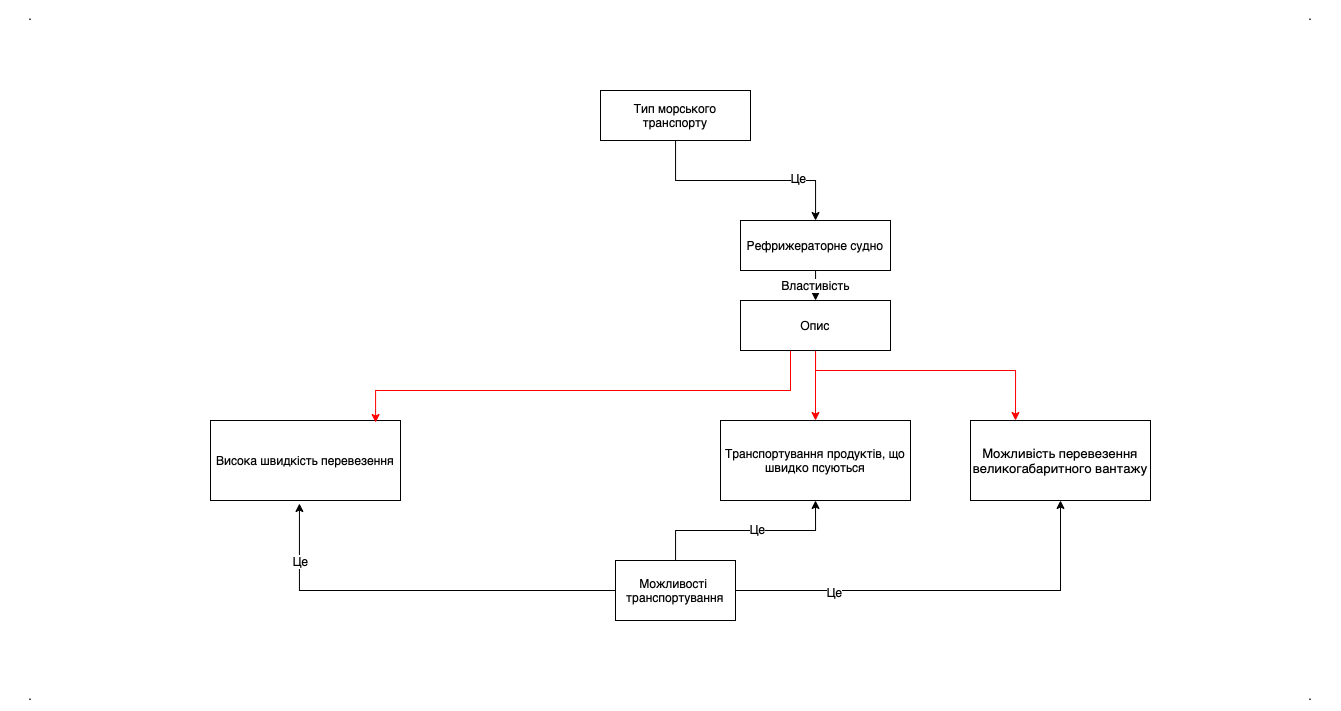 Тип морського
транспорту
Це
Рефрижераторне судно
Властивість
Опис
Висока швидкість перевезення
Транспортування продуктів, що
швидко псуються
Можливість перевезення
великогабаритного вантажу
Це
Це
Можливості
транспортування
Це